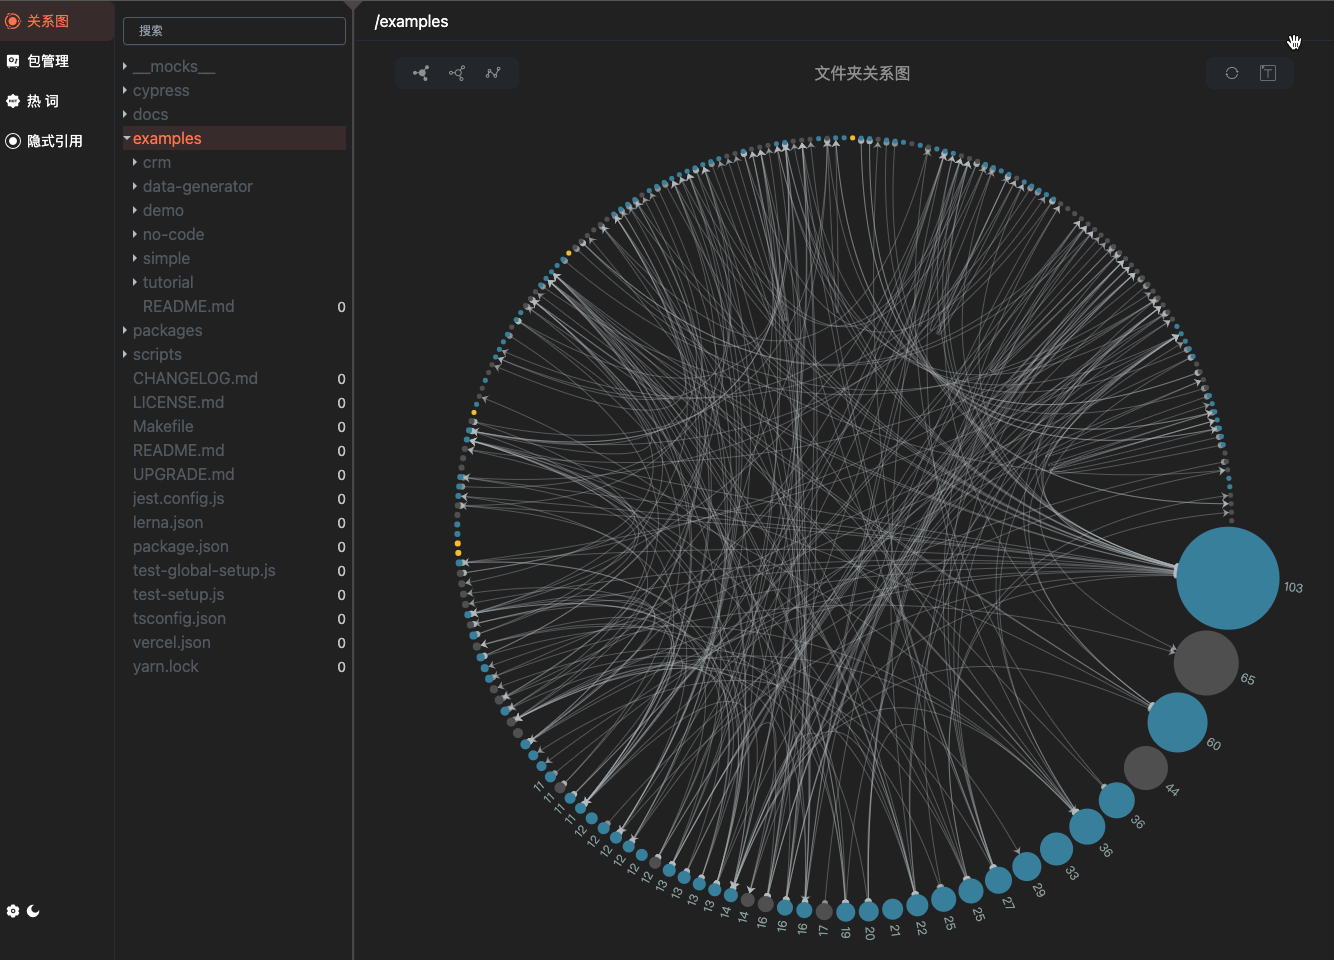 关系图
包管理
热 词
隐式引用
搜索
__mocks__
cypress
docs
examples
crm
data-generator
demo
no-code
simple
tutorial
README.md 0
packages
scripts
CHANGELOG.md 0
LICENSE.md 0
Makefile 0
README.md 0
UPGRADE.md 0
jest.config.js 0
lerna.json 0
package.json 0
test-global-setup.js 0
test-setup.js 0
tsconfig.json 0
vercel.json 0
yarn.lock 0
/examples
文件夹关系图
T
103
65
60
44
36
36
33
29
27
25
25
22
21
20
19
17
16
16
16
14
14
13
13
13
13
12
12
12
12
12
11
11
11